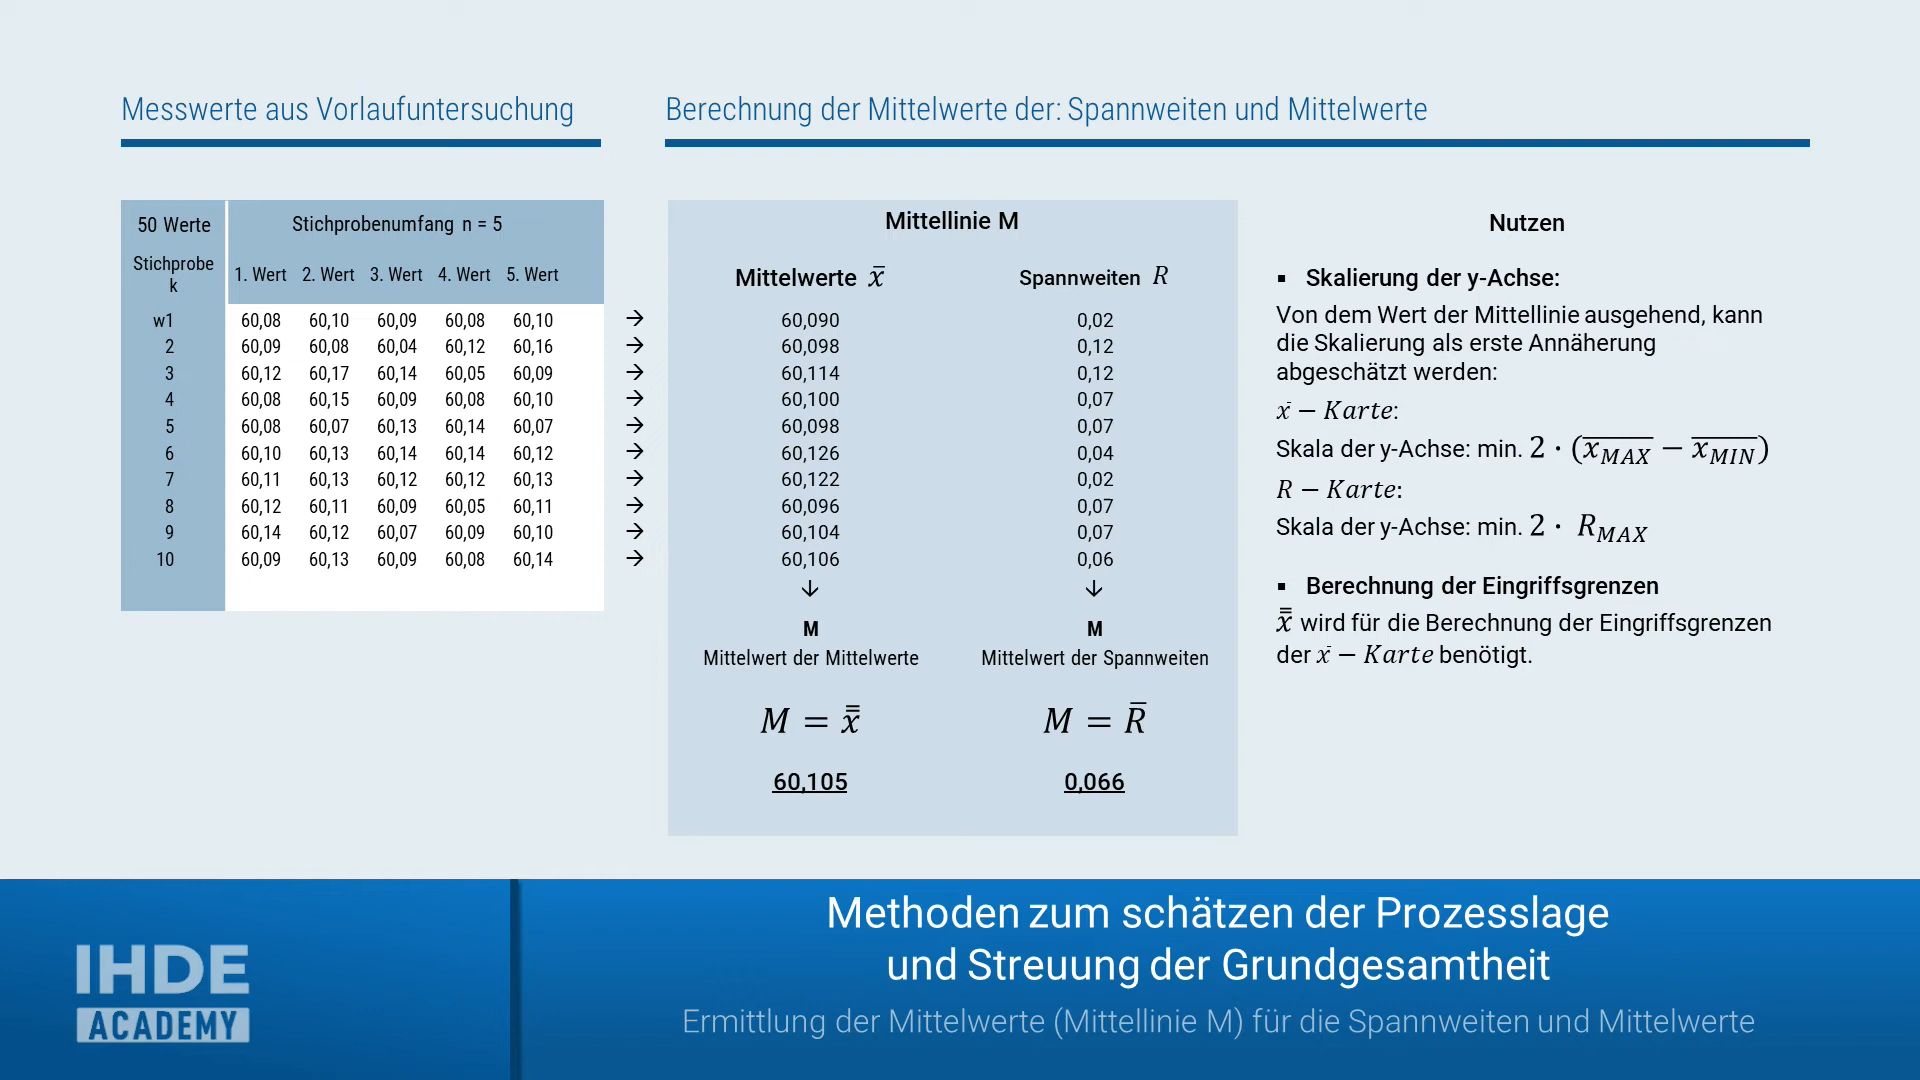 Messwerte aus Vorlaufuntersuchung
Berechnung der Mittelwerte der: Spannweiten und Mittelwerte
50 Werte
Stichprobenumfang n = 5
Stichprobe
k
1. Wert 2. Wert 3. Wert 4. Wert 5. Wert
w1 60,08 60,10 60,09 60,08 60,10 →
2 60,09 60,08 60,04 60,12 60,16 →
3 60,12 60,17 60,14 60,05 60,09 →
4 60,08 60,15 60,09 60,08 60,10 →
5 60,08 60,07 60,13 60,14 60,07 →
6 60,10 60,13 60,14 60,14 60,12 →
7 60,11 60,13 60,12 60,12 60,13 →
8 60,12 60,11 60,09 60,05 60,11 →
9 60,14 60,12 60,07 60,09 60,10 →
10 60,09 60,13 60,09 60,08 60,14 →
Mittellinie M
Mittelwerte x̄ Spannweiten R
60,090 0,02
60,098 0,12
60,114 0,12
60,100 0,07
60,098 0,07
60,126 0,04
60,122 0,02
60,096 0,07
60,104 0,07
60,106 0,06
↓ ↓
M M
Mittelwert der Mittelwerte Mittelwert der Spannweiten
M = x̿ M = R̄
60,105 0,066
Nutzen
▪ Skalierung der y-Achse:
Von dem Wert der Mittellinie ausgehend, kann
die Skalierung als erste Annäherung
abgeschätzt werden:
x̄ − Karte:
Skala der y-Achse: min. 2 · (x̅_MAX − x̅_MIN)
R − Karte:
Skala der y-Achse: min. 2 · R_MAX
▪ Berechnung der Eingriffsgrenzen
x̿ wird für die Berechnung der Eingriffsgrenzen
der x̄ − Karte benötigt.
IHDE
ACADEMY
Methoden zum schätzen der Prozesslage
und Streuung der Grundgesamtheit
Ermittlung der Mittelwerte (Mittellinie M) für die Spannweiten und Mittelwerte